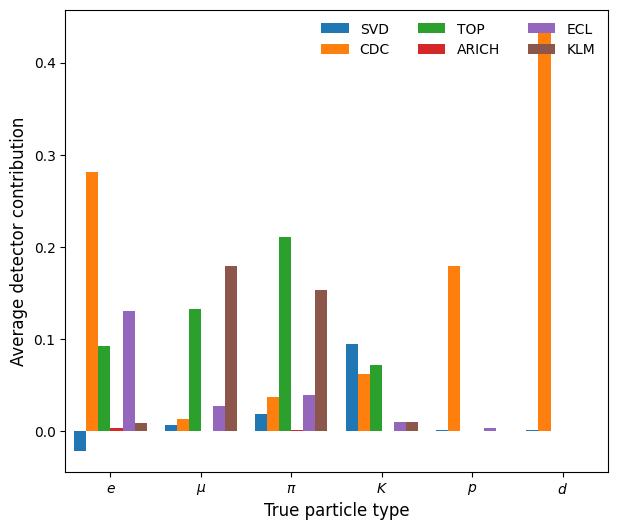 SVD TOP ECL
CDC ARICH KLM
Average detector contribution
0.4
0.3
0.2
0.1
0.0
e μ π K p d
True particle type